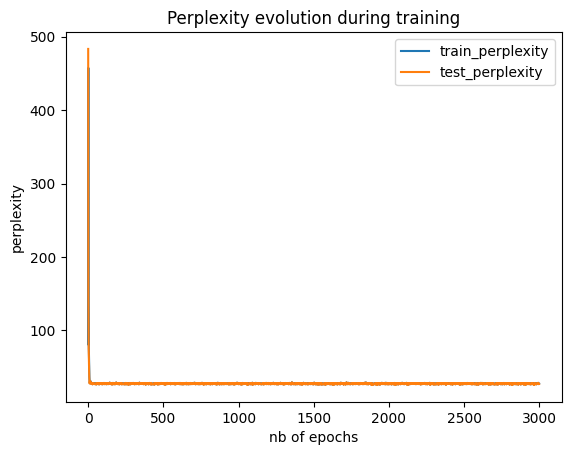 Perplexity evolution during training
500
400
300
200
100
perplexity
train_perplexity
test_perplexity
0 500 1000 1500 2000 2500 3000
nb of epochs